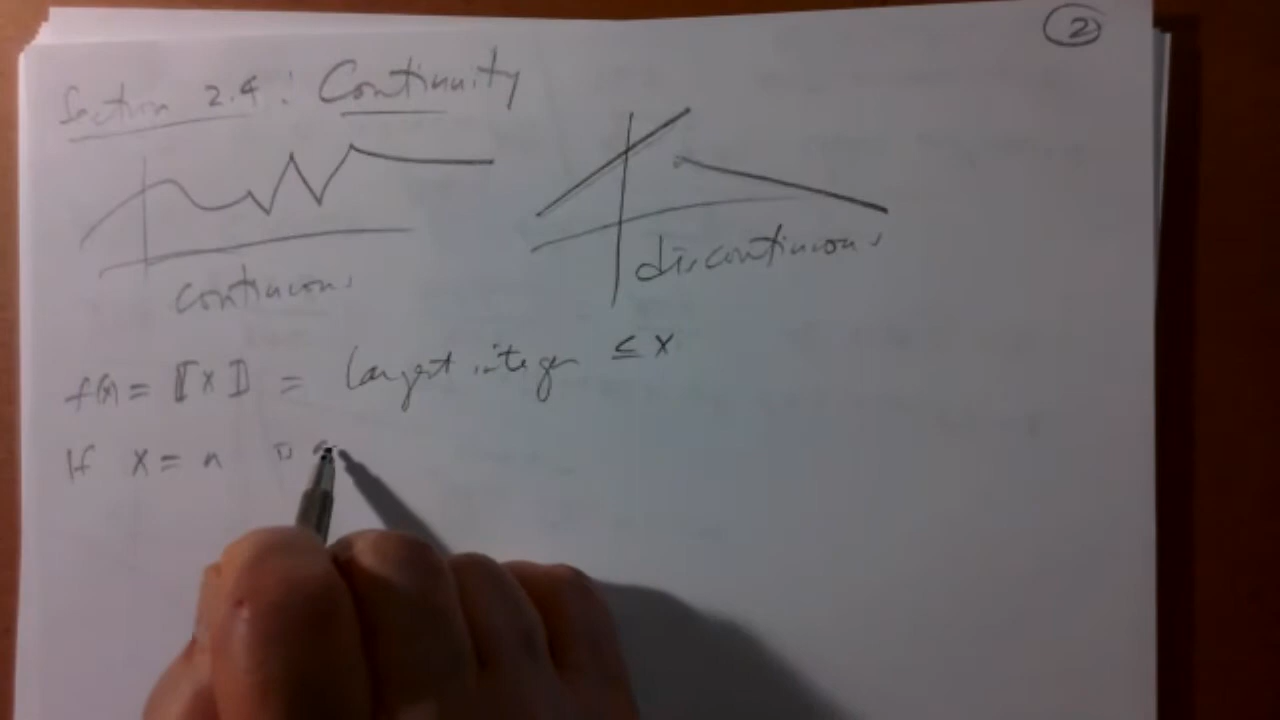 2
Section 2.4 : Continuity
continuous
discontinuous
f(x) = ⟦x⟧ = largest integer ≤ x
If x = n